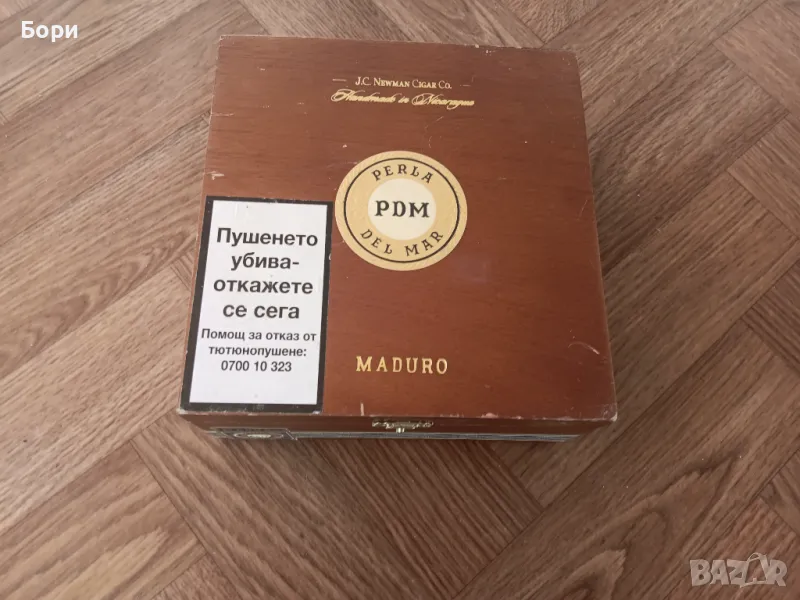 Бори
J.C. Newman Cigar Co.
Handmade in Nicaragua
PERLA
PDM
DEL MAR
Пушенето
убива-
откажете
се сега
Помощ за отказ от
тютюнопушене:
0700 10 323
MADURO
BAZAR